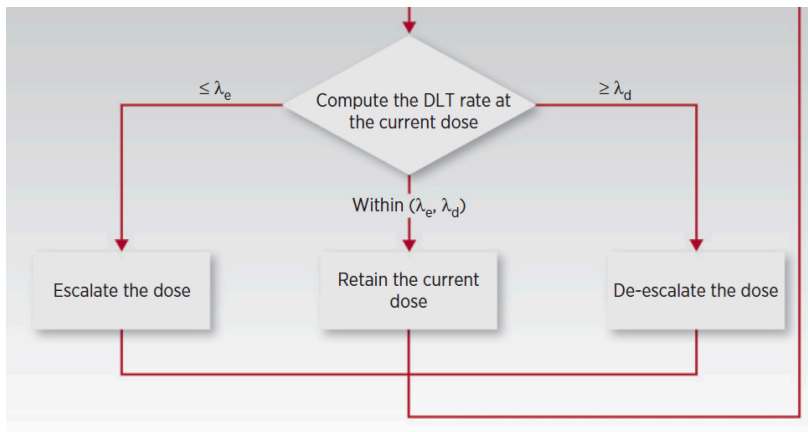 ≤ λe
Compute the DLT rate at
the current dose
≥ λd
Within (λe, λd)
Escalate the dose
Retain the current
dose
De-escalate the dose